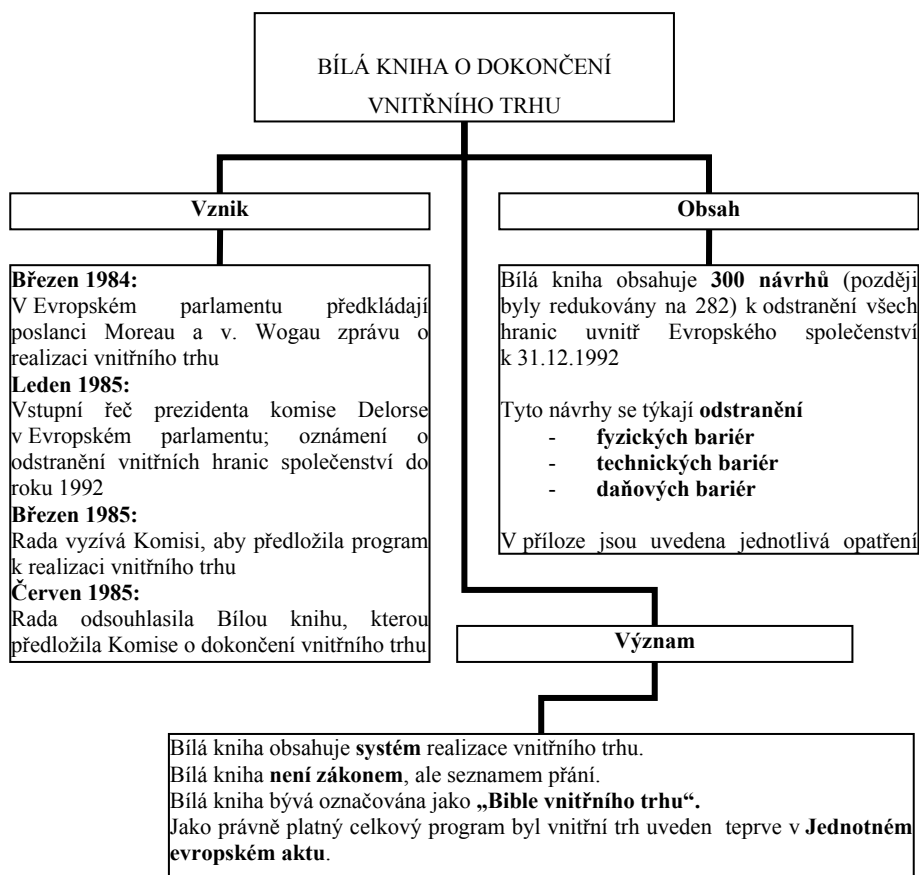 BÍLÁ KNIHA O DOKONČENÍ
VNITŘNÍHO TRHU
Vznik
Březen 1984:
V Evropském parlamentu předkládají
poslanci Moreau a v. Wogau zprávu o
realizaci vnitřního trhu
Leden 1985:
Vstupní řeč prezidenta komise Delorse
v Evropském parlamentu; oznámení o
odstranění vnitřních hranic společenství do
roku 1992
Březen 1985:
Rada vyzívá Komisi, aby předložila program
k realizaci vnitřního trhu
Červen 1985:
Rada odsouhlasila Bílou knihu, kterou
předložila Komise o dokončení vnitřního trhu
Obsah
Bílá kniha obsahuje 300 návrhů (později
byly redukovány na 282) k odstranění všech
hranic uvnitř Evropského společenství
k 31.12.1992
Tyto návrhy se týkají odstranění
- fyzických bariér
- technických bariér
- daňových bariér
V příloze jsou uvedena jednotlivá opatření
Význam
Bílá kniha obsahuje systém realizace vnitřního trhu.
Bílá kniha není zákonem, ale seznamem přání.
Bílá kniha bývá označována jako „Bible vnitřního trhu“.
Jako právně platný celkový program byl vnitřní trh uveden teprve v Jednotném
evropském aktu.